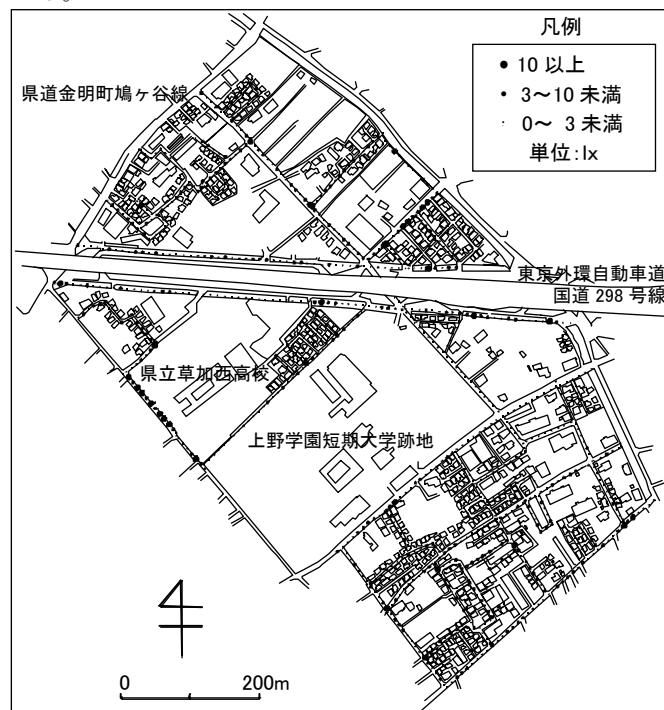 凡例
● 10 以上
• 3~10 未満
· 0~ 3 未満
単位:lx
県道金明町鳩ヶ谷線
東京外環自動車道
国道 298 号線
県立草加西高校
上野学園短期大学跡地
0 200m